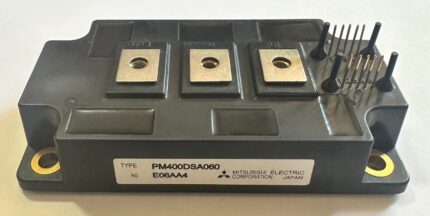 TYPE PM400DSA060
NO. E06AA4
MITSUBISHI ELECTRIC
CORPORATION JAPAN